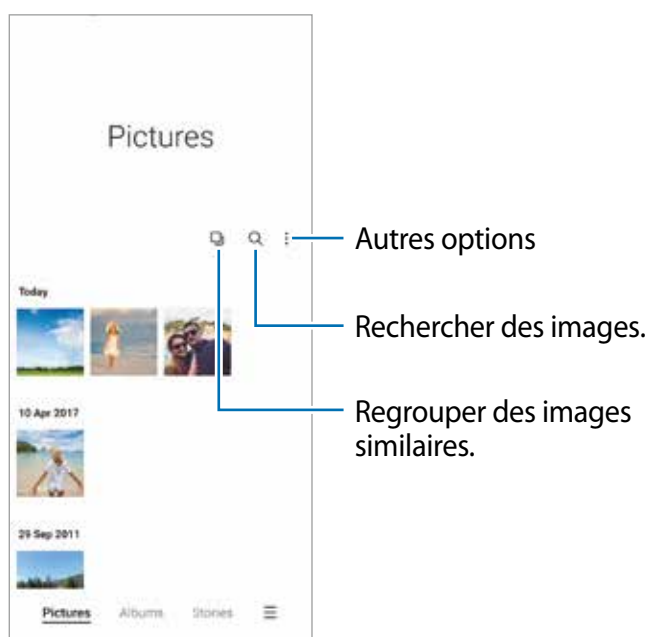 Pictures
Autres options
Today
Rechercher des images.
Regrouper des images
similaires.
10 Apr 2017
29 Sep 2011
Pictures Albums Stories